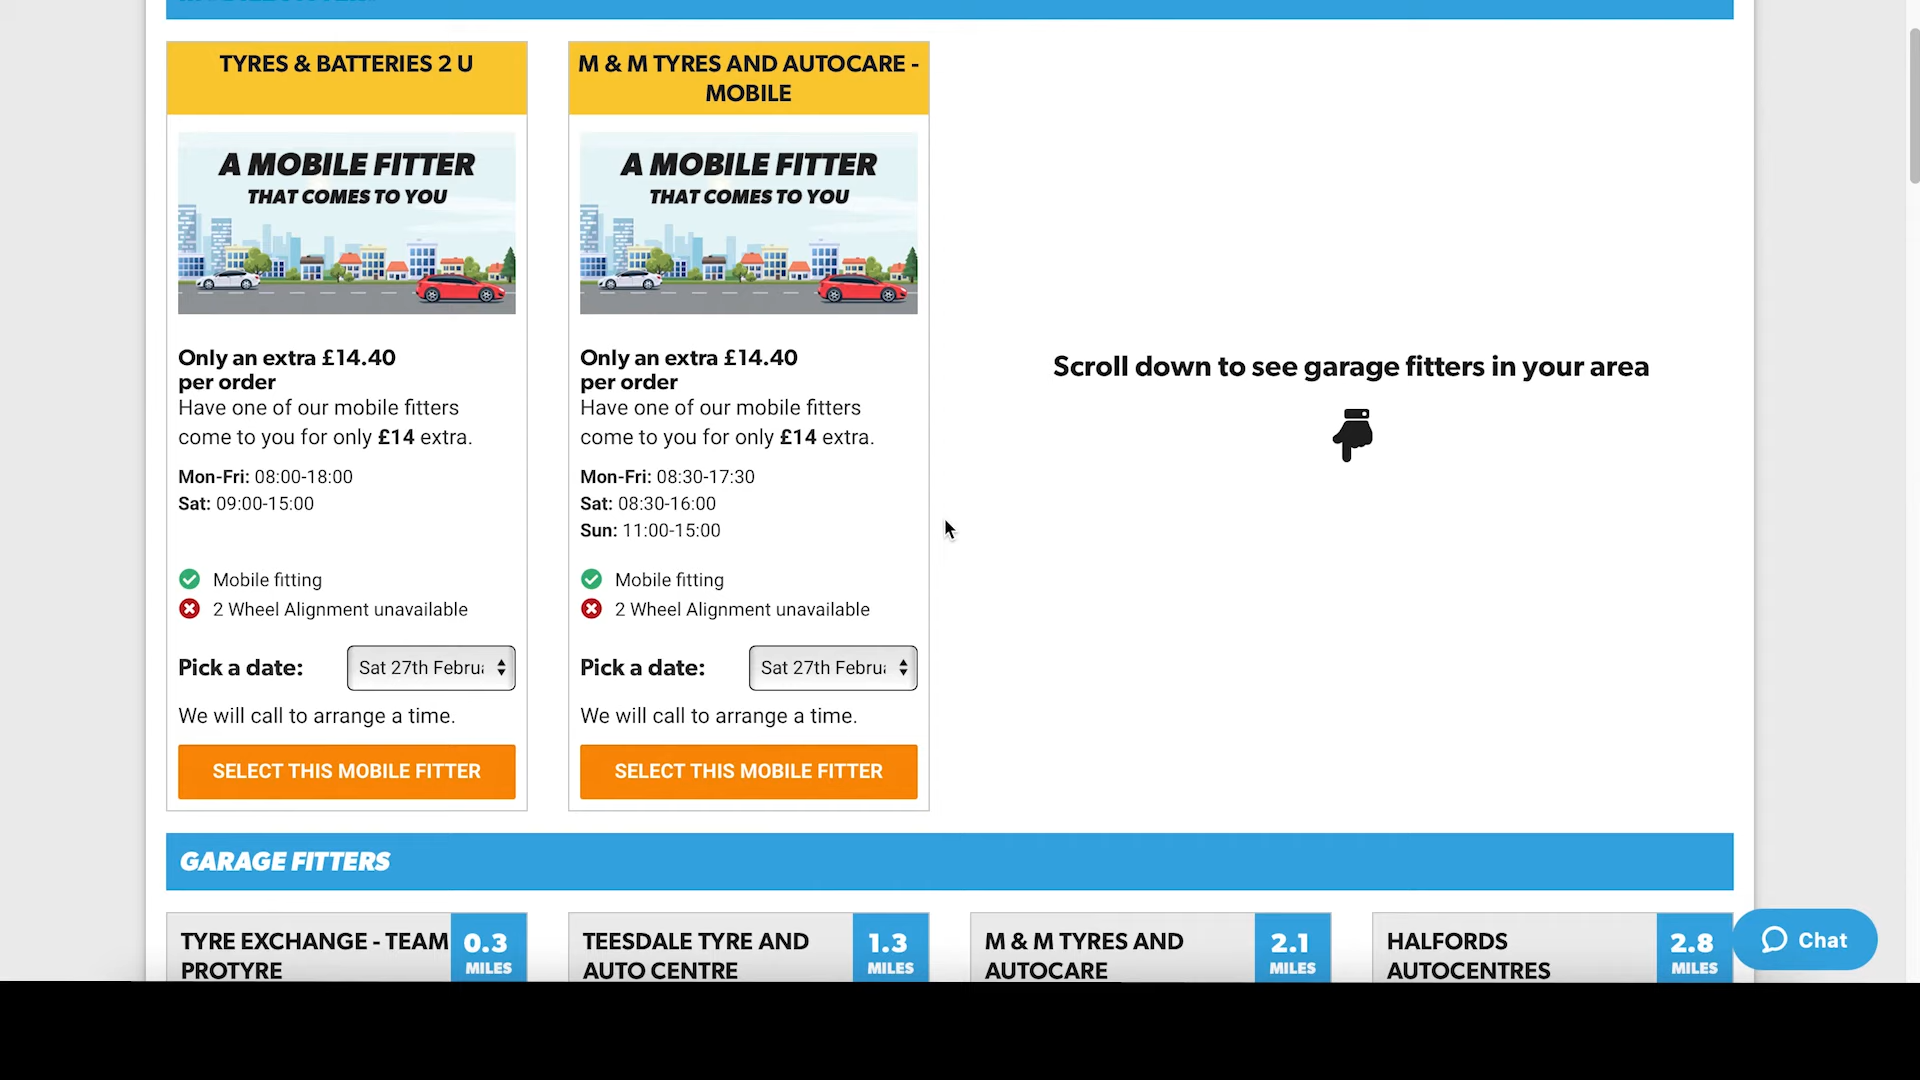 TYRES & BATTERIES 2 U
A MOBILE FITTER
THAT COMES TO YOU
Only an extra £14.40
per order
Have one of our mobile fitters
come to you for only £14 extra.
Mon-Fri: 08:00-18:00
Sat: 09:00-15:00
Mobile fitting
2 Wheel Alignment unavailable
Pick a date:
Sat 27th Febru
We will call to arrange a time.
SELECT THIS MOBILE FITTER
M & M TYRES AND AUTOCARE -
MOBILE
A MOBILE FITTER
THAT COMES TO YOU
Only an extra £14.40
per order
Have one of our mobile fitters
come to you for only £14 extra.
Mon-Fri: 08:30-17:30
Sat: 08:30-16:00
Sun: 11:00-15:00
Mobile fitting
2 Wheel Alignment unavailable
Pick a date:
Sat 27th Febru
We will call to arrange a time.
SELECT THIS MOBILE FITTER
Scroll down to see garage fitters in your area
GARAGE FITTERS
TYRE EXCHANGE - TEAM
PROTYRE
0.3
MILES
TEESDALE TYRE AND
AUTO CENTRE
1.3
MILES
M & M TYRES AND
AUTOCARE
2.1
MILES
HALFORDS
AUTOCENTRES
2.8
MILES
Chat